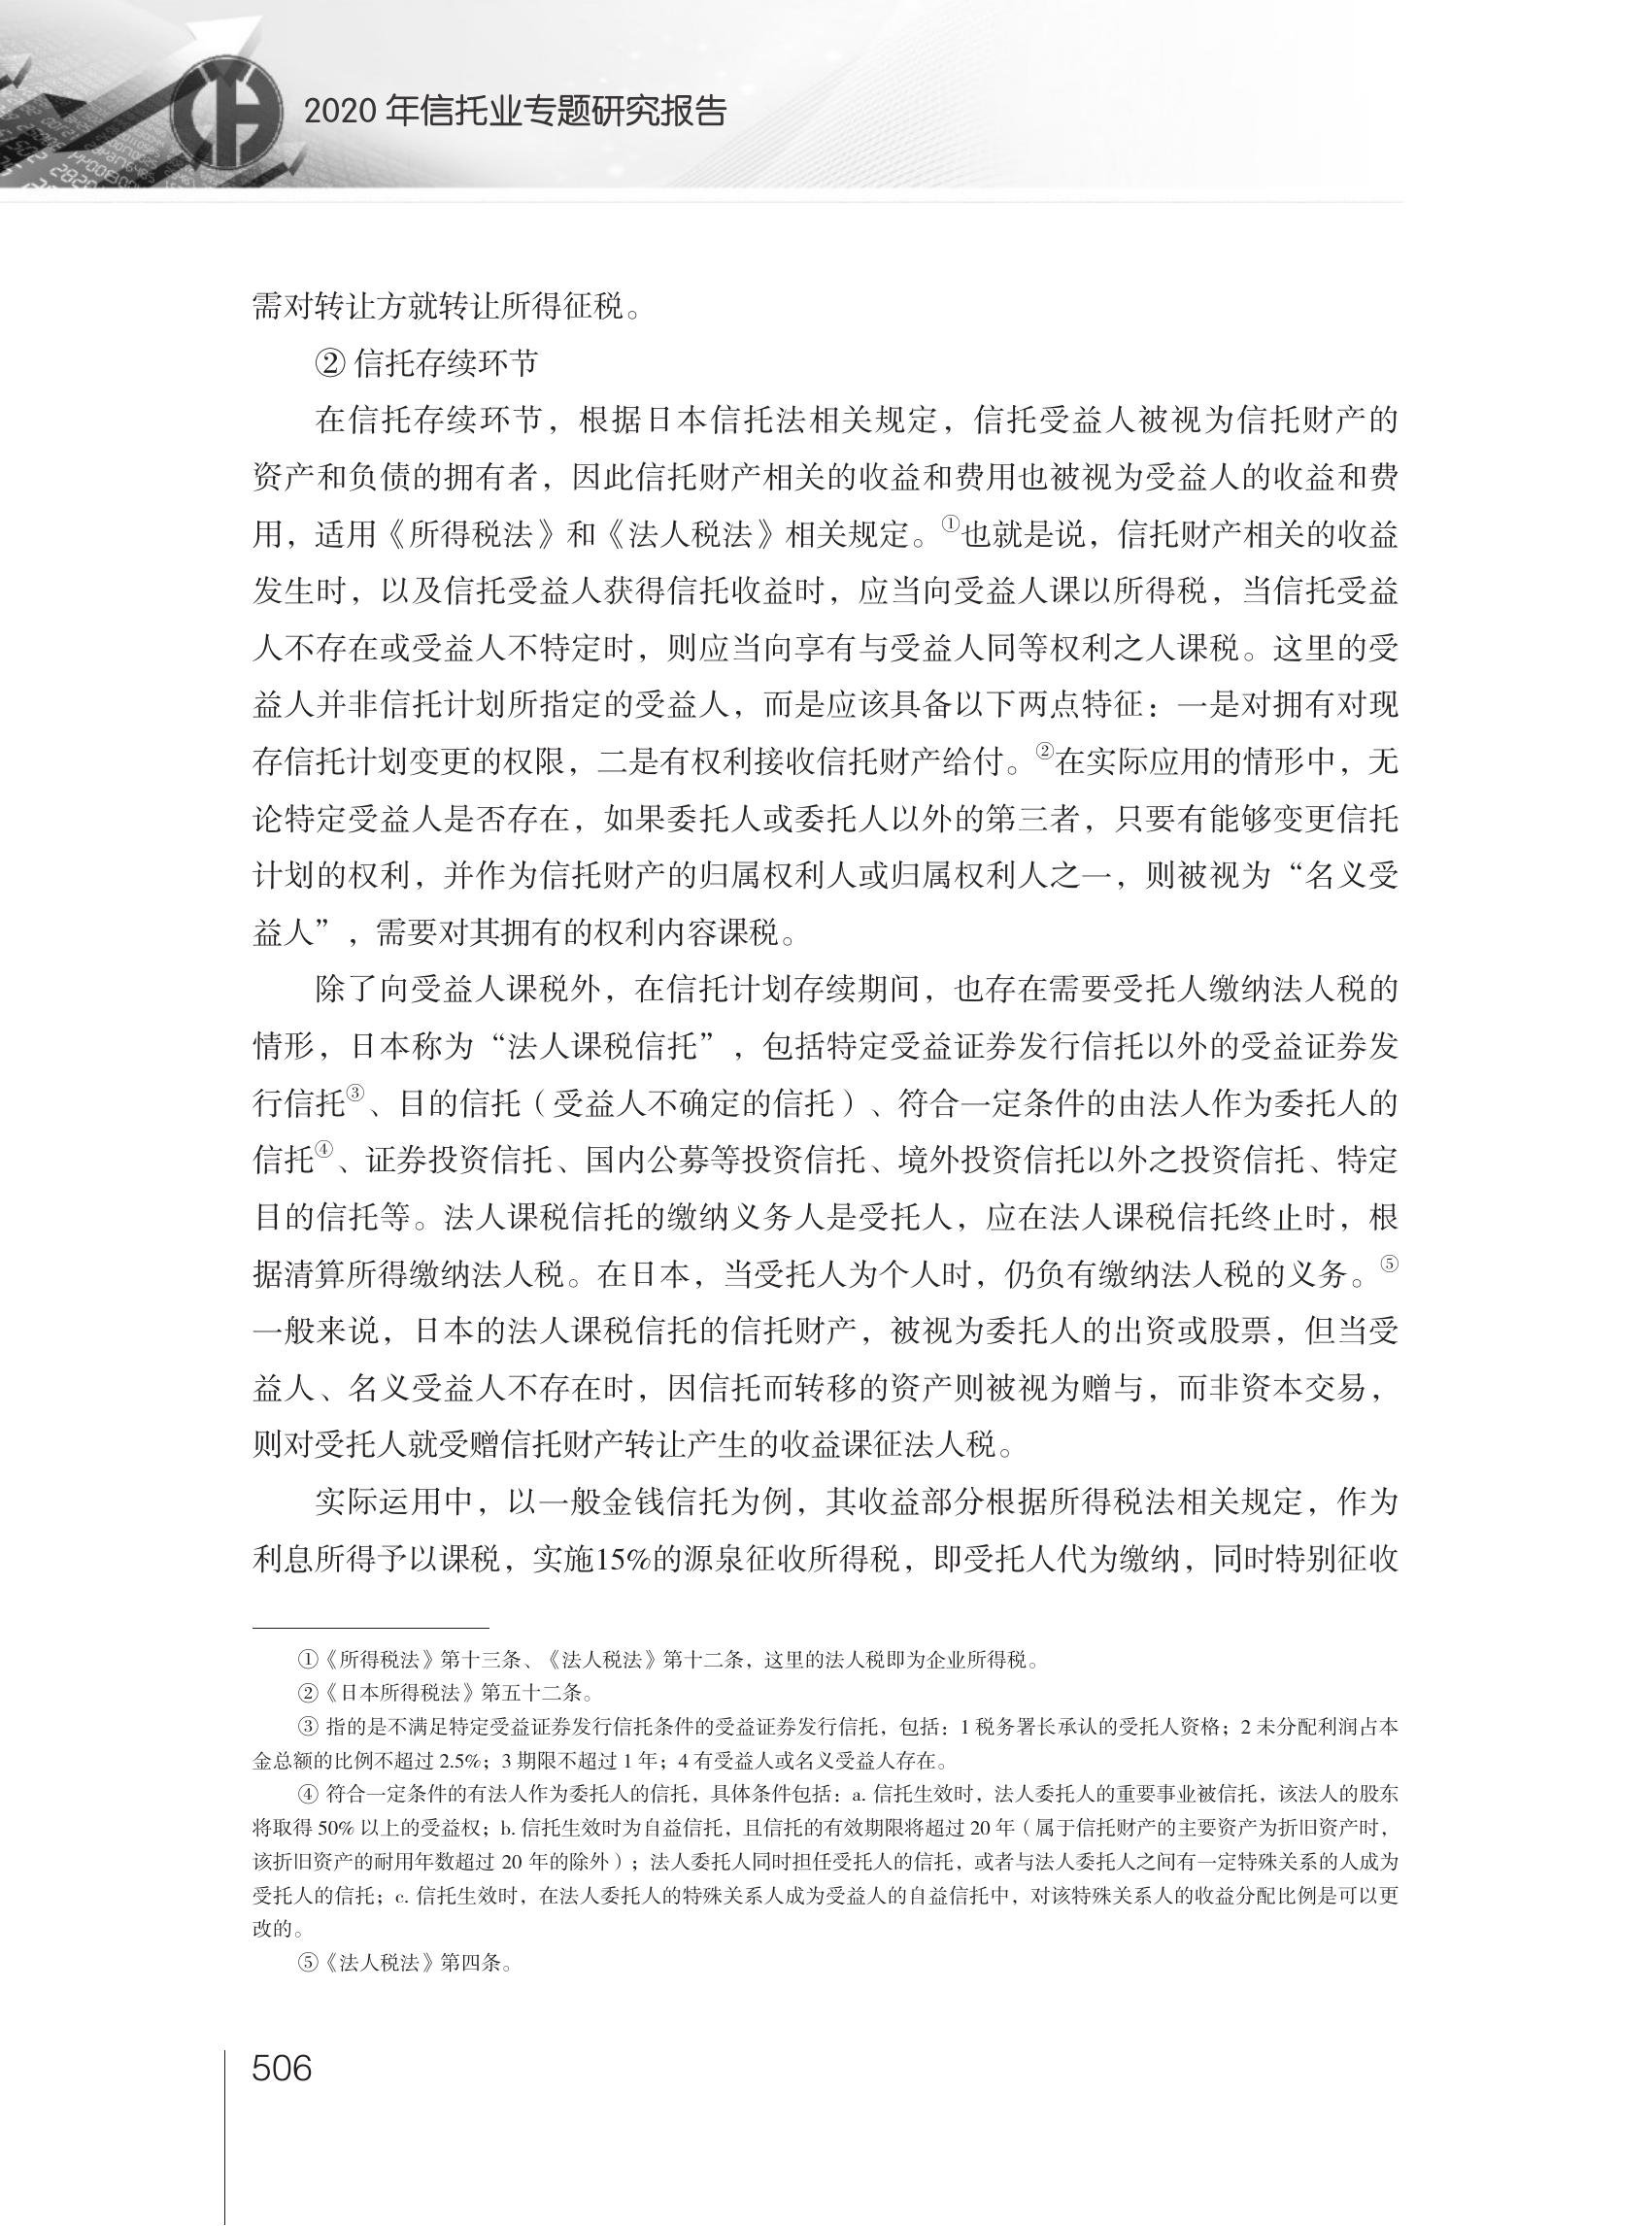 2020 年信托业专题研究报告
需对转让方就转让所得征税。
② 信托存续环节
在信托存续环节，根据日本信托法相关规定，信托受益人被视为信托财产的
资产和负债的拥有者，因此信托财产相关的收益和费用也被视为受益人的收益和费
用，适用《所得税法》和《法人税法》相关规定。①也就是说，信托财产相关的收益
发生时，以及信托受益人获得信托收益时，应当向受益人课以所得税，当信托受益
人不存在或受益人不特定时，则应当向享有与受益人同等权利之人课税。这里的受
益人并非信托计划所指定的受益人，而是应该具备以下两点特征：一是对拥有对现
存信托计划变更的权限，二是有权利接收信托财产给付。②在实际应用的情形中，无
论特定受益人是否存在，如果委托人或委托人以外的第三者，只要有能够变更信托
计划的权利，并作为信托财产的归属权利人或归属权利人之一，则被视为“名义受
益人”，需要对其拥有的权利内容课税。
除了向受益人课税外，在信托计划存续期间，也存在需要受托人缴纳法人税的
情形，日本称为“法人课税信托”，包括特定受益证券发行信托以外的受益证券发
行信托③、目的信托（受益人不确定的信托）、符合一定条件的由法人作为委托人的
信托④、证券投资信托、国内公募等投资信托、境外投资信托以外之投资信托、特定
目的信托等。法人课税信托的缴纳义务人是受托人，应在法人课税信托终止时，根
据清算所得缴纳法人税。在日本，当受托人为个人时，仍负有缴纳法人税的义务。⑤
一般来说，日本的法人课税信托的信托财产，被视为委托人的出资或股票，但当受
益人、名义受益人不存在时，因信托而转移的资产则被视为赠与，而非资本交易，
则对受托人就受赠信托财产转让产生的收益课征法人税。
实际运用中，以一般金钱信托为例，其收益部分根据所得税法相关规定，作为
利息所得予以课税，实施15%的源泉征收所得税，即受托人代为缴纳，同时特别征收
①《所得税法》第十三条、《法人税法》第十二条，这里的法人税即为企业所得税。
②《日本所得税法》第五十二条。
③ 指的是不满足特定受益证券发行信托条件的受益证券发行信托，包括：1 税务署长承认的受托人资格；2 未分配利润占本
金总额的比例不超过 2.5%；3 期限不超过 1 年；4 有受益人或名义受益人存在。
④ 符合一定条件的有法人作为委托人的信托，具体条件包括：a. 信托生效时，法人委托人的重要事业被信托，该法人的股东
将取得 50% 以上的受益权；b. 信托生效时为自益信托，且信托的有效期限将超过 20 年（属于信托财产的主要资产为折旧资产时，
该折旧资产的耐用年数超过 20 年的除外）；法人委托人同时担任受托人的信托，或者与法人委托人之间有一定特殊关系的人成为
受托人的信托；c. 信托生效时，在法人委托人的特殊关系人成为受益人的自益信托中，对该特殊关系人的收益分配比例是可以更
改的。
⑤《法人税法》第四条。
506